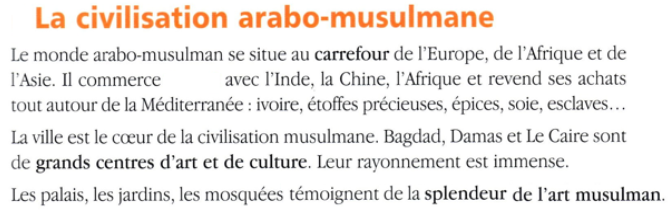 La civilisation arabo-musulmane
Le monde arabo-musulman se situe au carrefour de l'Europe, de l'Afrique et de
l'Asie. Il commerce avec l'Inde, la Chine, l'Afrique et revend ses achats
tout autour de la Méditerranée : ivoire, étoffes précieuses, épices, soie, esclaves…
La ville est le cœur de la civilisation musulmane. Bagdad, Damas et Le Caire sont
de grands centres d'art et de culture. Leur rayonnement est immense.
Les palais, les jardins, les mosquées témoignent de la splendeur de l'art musulman.